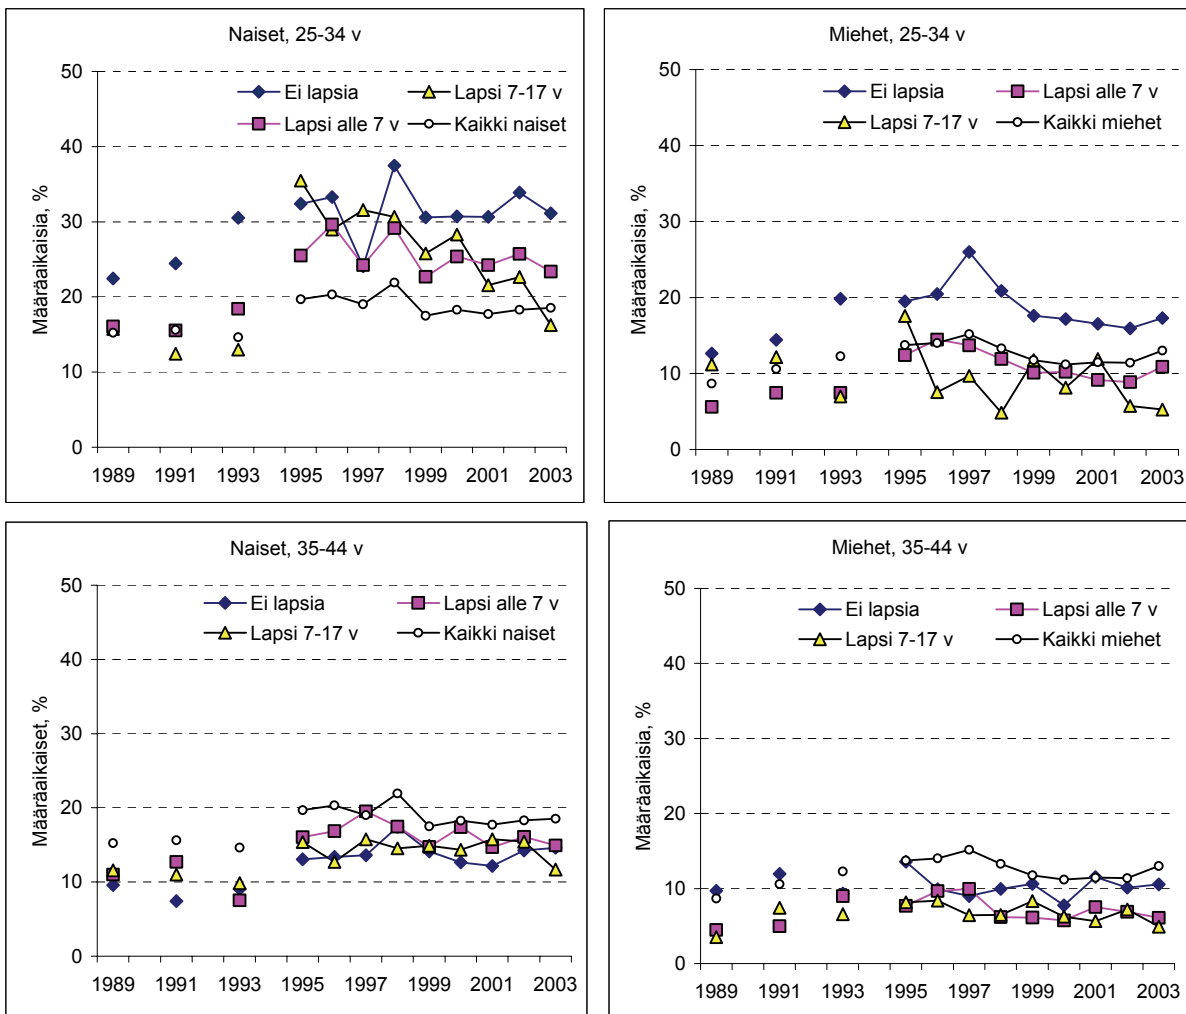 Naiset, 25-34 v
Määräaikaisia, %
50
40
30
20
10
0
Ei lapsia
Lapsi 7-17 v
Lapsi alle 7 v
Kaikki naiset
1989 1991 1993 1995 1997 1999 2001 2003
Miehet, 25-34 v
Määräaikaisia, %
50
40
30
20
10
0
Ei lapsia
Lapsi alle 7 v
Lapsi 7-17 v
Kaikki miehet
1989 1991 1993 1995 1997 1999 2001 2003
Naiset, 35-44 v
Määräaikaiset, %
50
40
30
20
10
0
Ei lapsia
Lapsi alle 7 v
Lapsi 7-17 v
Kaikki naiset
1989 1991 1993 1995 1997 1999 2001 2003
Miehet, 35-44 v
Määräaikaisia, %
50
40
30
20
10
0
Ei lapsia
Lapsi alle 7 v
Lapsi 7-17 v
Kaikki miehet
1989 1991 1993 1995 1997 1999 2001 2003